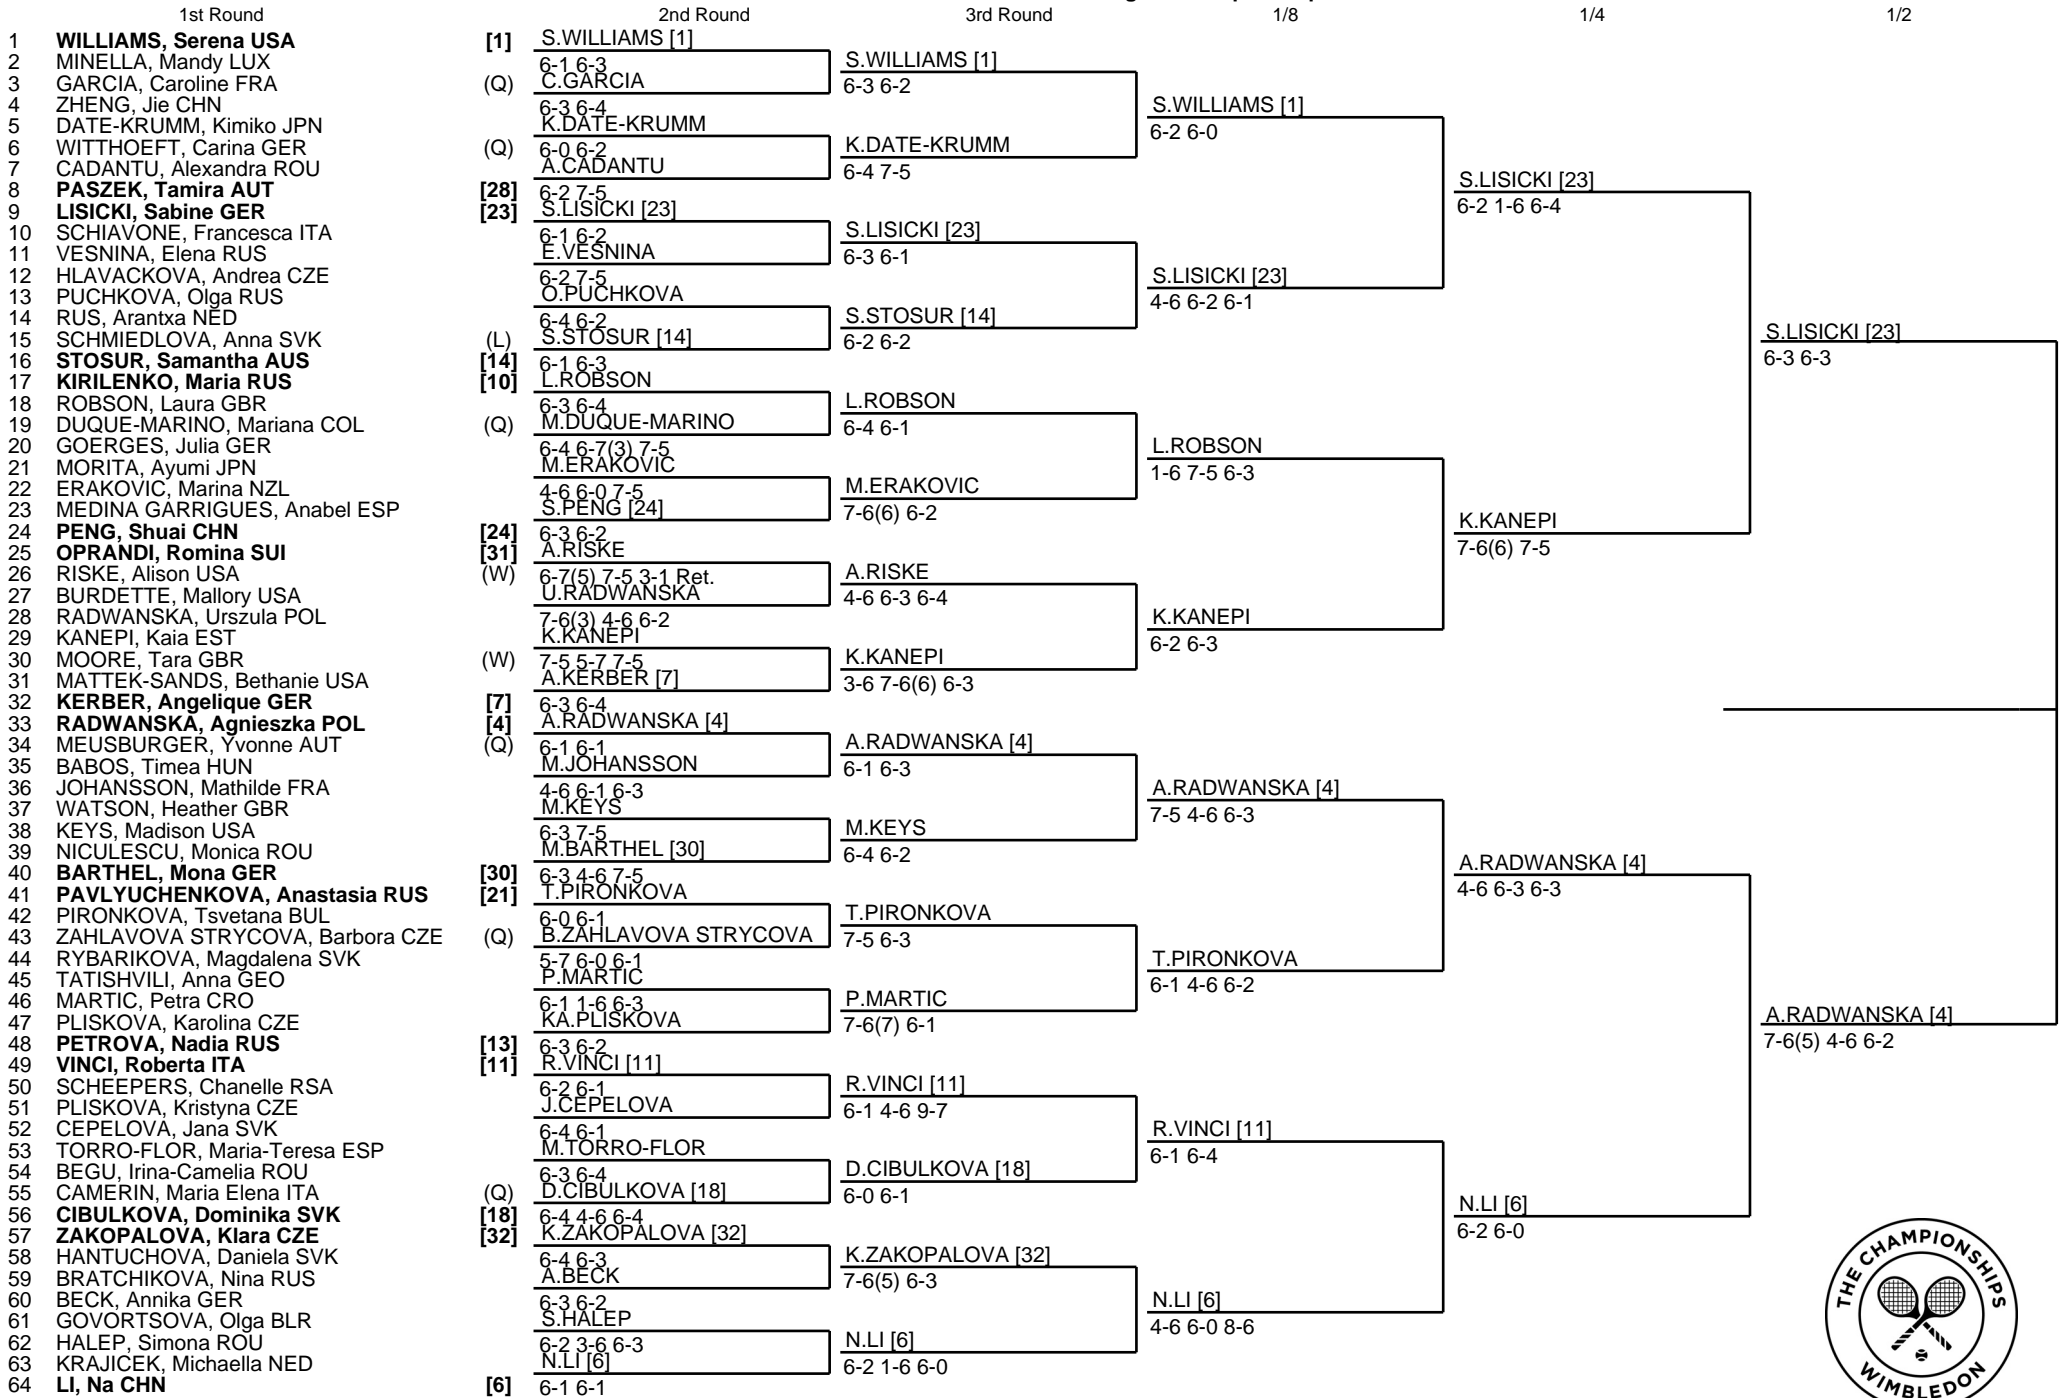 1st Round 2nd Round 3rd Round 1/8 1/4 1/2
1 WILLIAMS, Serena USA [1]
2 MINELLA, Mandy LUX
3 GARCIA, Caroline FRA (Q)
4 ZHENG, Jie CHN
5 DATE-KRUMM, Kimiko JPN
6 WITTHOEFT, Carina GER (Q)
7 CADANTU, Alexandra ROU
8 PASZEK, Tamira AUT [28]
9 LISICKI, Sabine GER [23]
10 SCHIAVONE, Francesca ITA
11 VESNINA, Elena RUS
12 HLAVACKOVA, Andrea CZE
13 PUCHKOVA, Olga RUS
14 RUS, Arantxa NED
15 SCHMIEDLOVA, Anna SVK (L)
16 STOSUR, Samantha AUS [14]
17 KIRILENKO, Maria RUS [10]
18 ROBSON, Laura GBR
19 DUQUE-MARINO, Mariana COL (Q)
20 GOERGES, Julia GER
21 MORITA, Ayumi JPN
22 ERAKOVIC, Marina NZL
23 MEDINA GARRIGUES, Anabel ESP
24 PENG, Shuai CHN [24]
25 OPRANDI, Romina SUI [31]
26 RISKE, Alison USA (W)
27 BURDETTE, Mallory USA
28 RADWANSKA, Urszula POL
29 KANEPI, Kaia EST
30 MOORE, Tara GBR (W)
31 MATTEK-SANDS, Bethanie USA
32 KERBER, Angelique GER [7]
33 RADWANSKA, Agnieszka POL [4]
34 MEUSBURGER, Yvonne AUT (Q)
35 BABOS, Timea HUN
36 JOHANSSON, Mathilde FRA
37 WATSON, Heather GBR
38 KEYS, Madison USA
39 NICULESCU, Monica ROU
40 BARTHEL, Mona GER [30]
41 PAVLYUCHENKOVA, Anastasia RUS [21]
42 PIRONKOVA, Tsvetana BUL
43 ZAHLAVOVA STRYCOVA, Barbora CZE (Q)
44 RYBARIKOVA, Magdalena SVK
45 TATISHVILI, Anna GEO
46 MARTIC, Petra CRO
47 PLISKOVA, Karolina CZE
48 PETROVA, Nadia RUS [13]
49 VINCI, Roberta ITA [11]
50 SCHEEPERS, Chanelle RSA
51 PLISKOVA, Kristyna CZE
52 CEPELOVA, Jana SVK
53 TORRO-FLOR, Maria-Teresa ESP
54 BEGU, Irina-Camelia ROU
55 CAMERIN, Maria Elena ITA (Q)
56 CIBULKOVA, Dominika SVK [18]
57 ZAKOPALOVA, Klara CZE [32]
58 HANTUCHOVA, Daniela SVK
59 BRATCHIKOVA, Nina RUS
60 BECK, Annika GER
61 GOVORTSOVA, Olga BLR
62 HALEP, Simona ROU
63 KRAJICEK, Michaella NED
64 LI, Na CHN [6]
S.WILLIAMS [1]
6-1 6-3
C.GARCIA
6-3 6-4
K.DATE-KRUMM
6-0 6-2
A.CADANTU
6-2 7-5
S.LISICKI [23]
6-1 6-2
E.VESNINA
6-2 7-5
O.PUCHKOVA
6-4 6-2
S.STOSUR [14]
6-1 6-3
L.ROBSON
6-3 6-4
M.DUQUE-MARINO
6-4 6-7(3) 7-5
M.ERAKOVIC
4-6 6-0 7-5
S.PENG [24]
6-3 6-2
A.RISKE
6-7(5) 7-5 3-1 Ret.
U.RADWANSKA
7-6(3) 4-6 6-2
K.KANEPI
7-5 5-7 7-5
A.KERBER [7]
6-3 6-4
A.RADWANSKA [4]
6-1 6-1
M.JOHANSSON
4-6 6-1 6-3
M.KEYS
6-3 7-5
M.BARTHEL [30]
6-3 4-6 7-5
T.PIRONKOVA
6-0 6-1
B.ZAHLAVOVA STRYCOVA
5-7 6-0 6-1
P.MARTIC
6-1 1-6 6-3
KA.PLISKOVA
6-3 6-2
R.VINCI [11]
6-2 6-1
J.CEPELOVA
6-4 6-1
M.TORRO-FLOR
6-3 6-4
D.CIBULKOVA [18]
6-4 4-6 6-4
K.ZAKOPALOVA [32]
6-4 6-3
A.BECK
6-3 6-2
S.HALEP
6-2 3-6 6-3
N.LI [6]
6-1 6-1
S.WILLIAMS [1]
6-3 6-2
K.DATE-KRUMM
6-4 7-5
S.LISICKI [23]
6-3 6-1
S.STOSUR [14]
6-2 6-2
L.ROBSON
6-4 6-1
M.ERAKOVIC
7-6(6) 6-2
A.RISKE
4-6 6-3 6-4
K.KANEPI
3-6 7-6(6) 6-3
A.RADWANSKA [4]
6-1 6-3
M.KEYS
6-4 6-2
T.PIRONKOVA
7-5 6-3
P.MARTIC
7-6(7) 6-1
R.VINCI [11]
6-1 4-6 9-7
D.CIBULKOVA [18]
6-0 6-1
K.ZAKOPALOVA [32]
7-6(5) 6-3
N.LI [6]
6-2 1-6 6-0
S.WILLIAMS [1]
6-2 6-0
S.LISICKI [23]
4-6 6-2 6-1
L.ROBSON
1-6 7-5 6-3
K.KANEPI
6-2 6-3
A.RADWANSKA [4]
7-5 4-6 6-3
T.PIRONKOVA
6-1 4-6 6-2
R.VINCI [11]
6-1 6-4
N.LI [6]
4-6 6-0 8-6
S.LISICKI [23]
6-2 1-6 6-4
K.KANEPI
7-6(6) 7-5
A.RADWANSKA [4]
4-6 6-3 6-3
N.LI [6]
6-2 6-0
S.LISICKI [23]
6-3 6-3
A.RADWANSKA [4]
7-6(5) 4-6 6-2
THE CHAMPIONSHIPS
WIMBLEDON